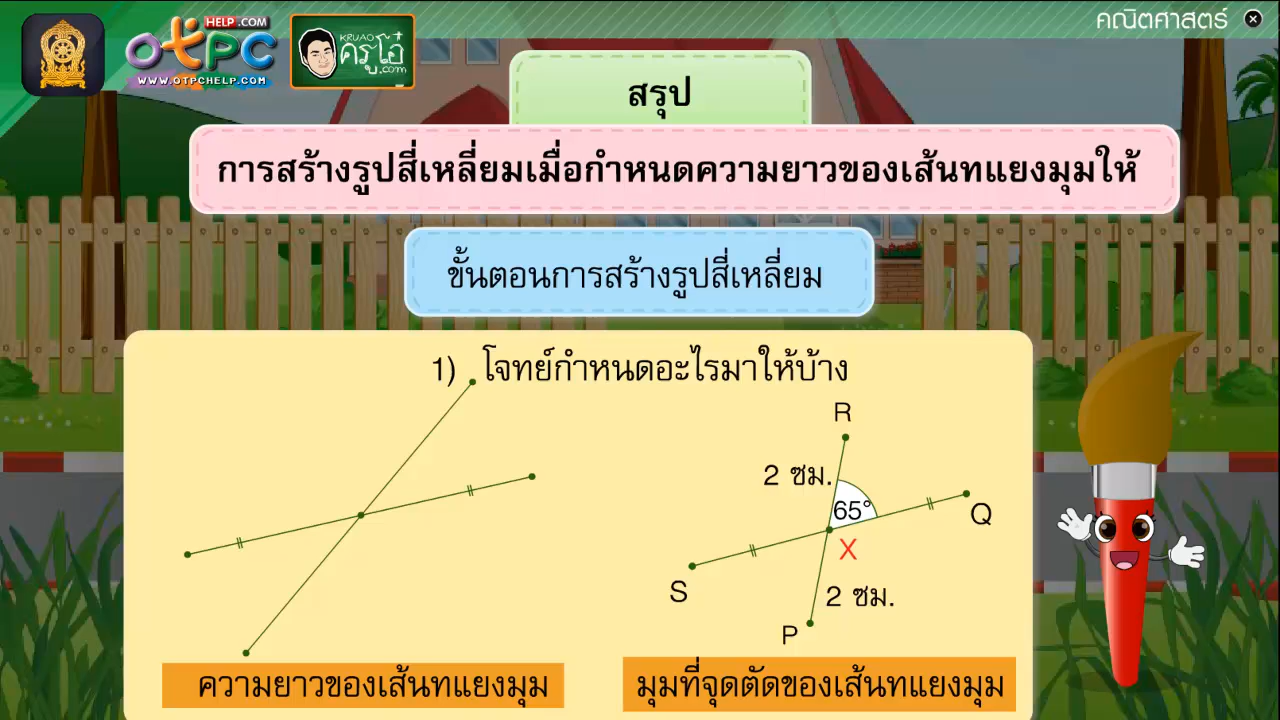 คณิตศาสตร์
HELP.COM
OTPC
WWW.OTPCHELP.COM
KRUAO
ครูโอ๋
.com
สรุป
การสร้างรูปสี่เหลี่ยมเมื่อกำหนดความยาวของเส้นทแยงมุมให้
ขั้นตอนการสร้างรูปสี่เหลี่ยม
1) โจทย์กำหนดอะไรมาให้บ้าง
R
2 ซม.
65°
Q
X
S
2 ซม.
P
ความยาวของเส้นทแยงมุม
มุมที่จุดตัดของเส้นทแยงมุม